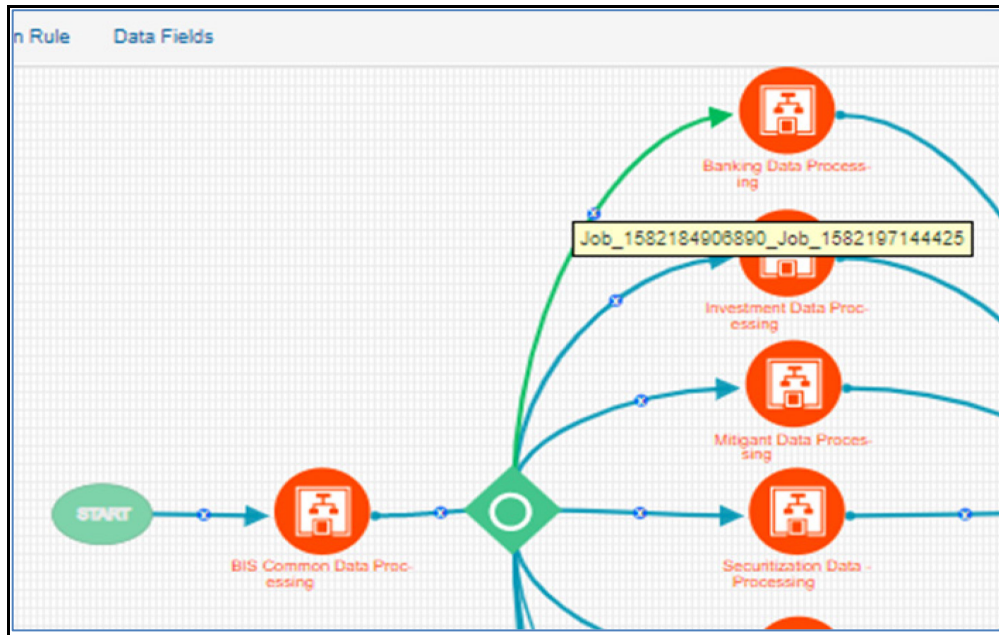 n Rule Data Fields
Banking Data Process-
ing
Job_1582184906890_Job_1582197144425
Investment Data Proc-
essing
Mitigant Data Proces-
sing
START
BIS Common Data Proc-
essing
Securitization Data -
Processing